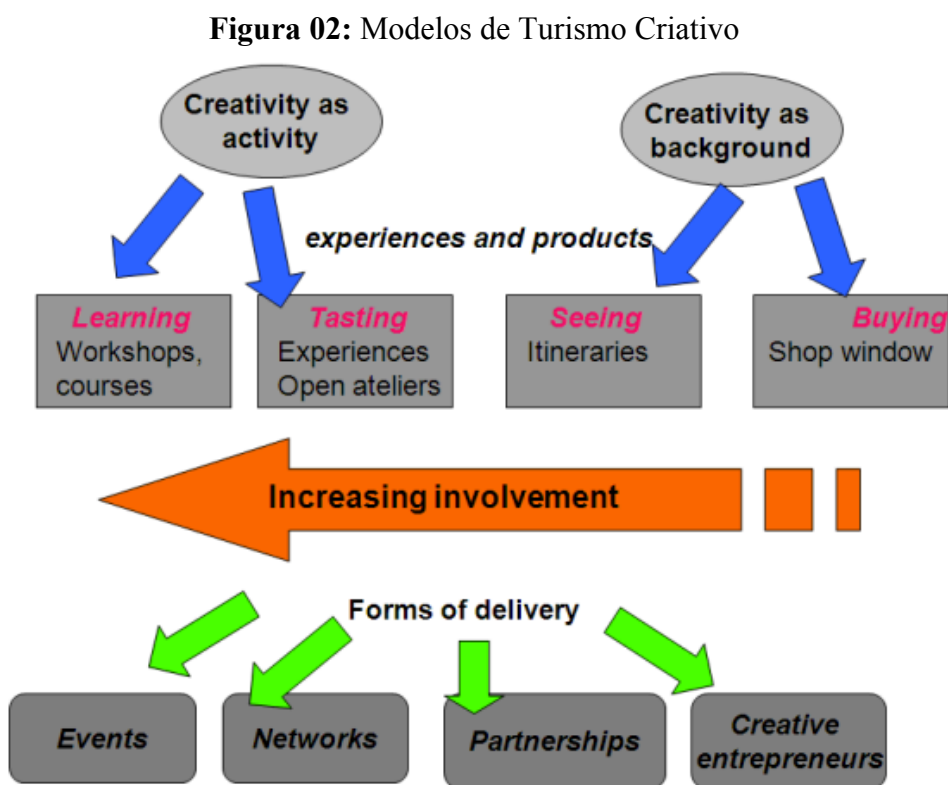 Figura 02: Modelos de Turismo Criativo
Creativity as
activity
Creativity as
background
experiences and products
Learning
Workshops,
courses
Tasting
Experiences
Open ateliers
Seeing
Itineraries
Buying
Shop window
Increasing involvement
Forms of delivery
Events
Networks
Partnerships
Creative
entrepreneurs